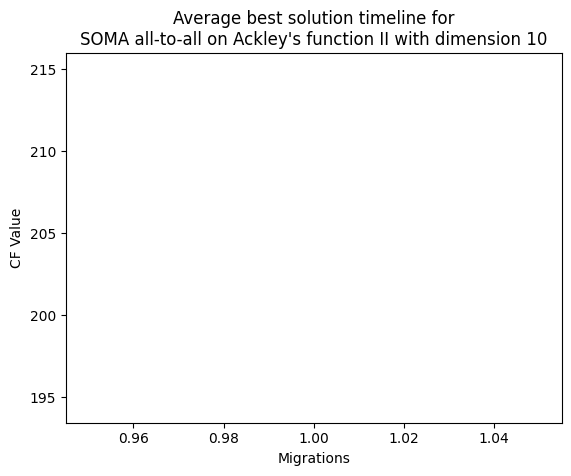 Average best solution timeline for
SOMA all-to-all on Ackley's function II with dimension 10
215
210
205
200
195
CF Value
0.96 0.98 1.00 1.02 1.04
Migrations